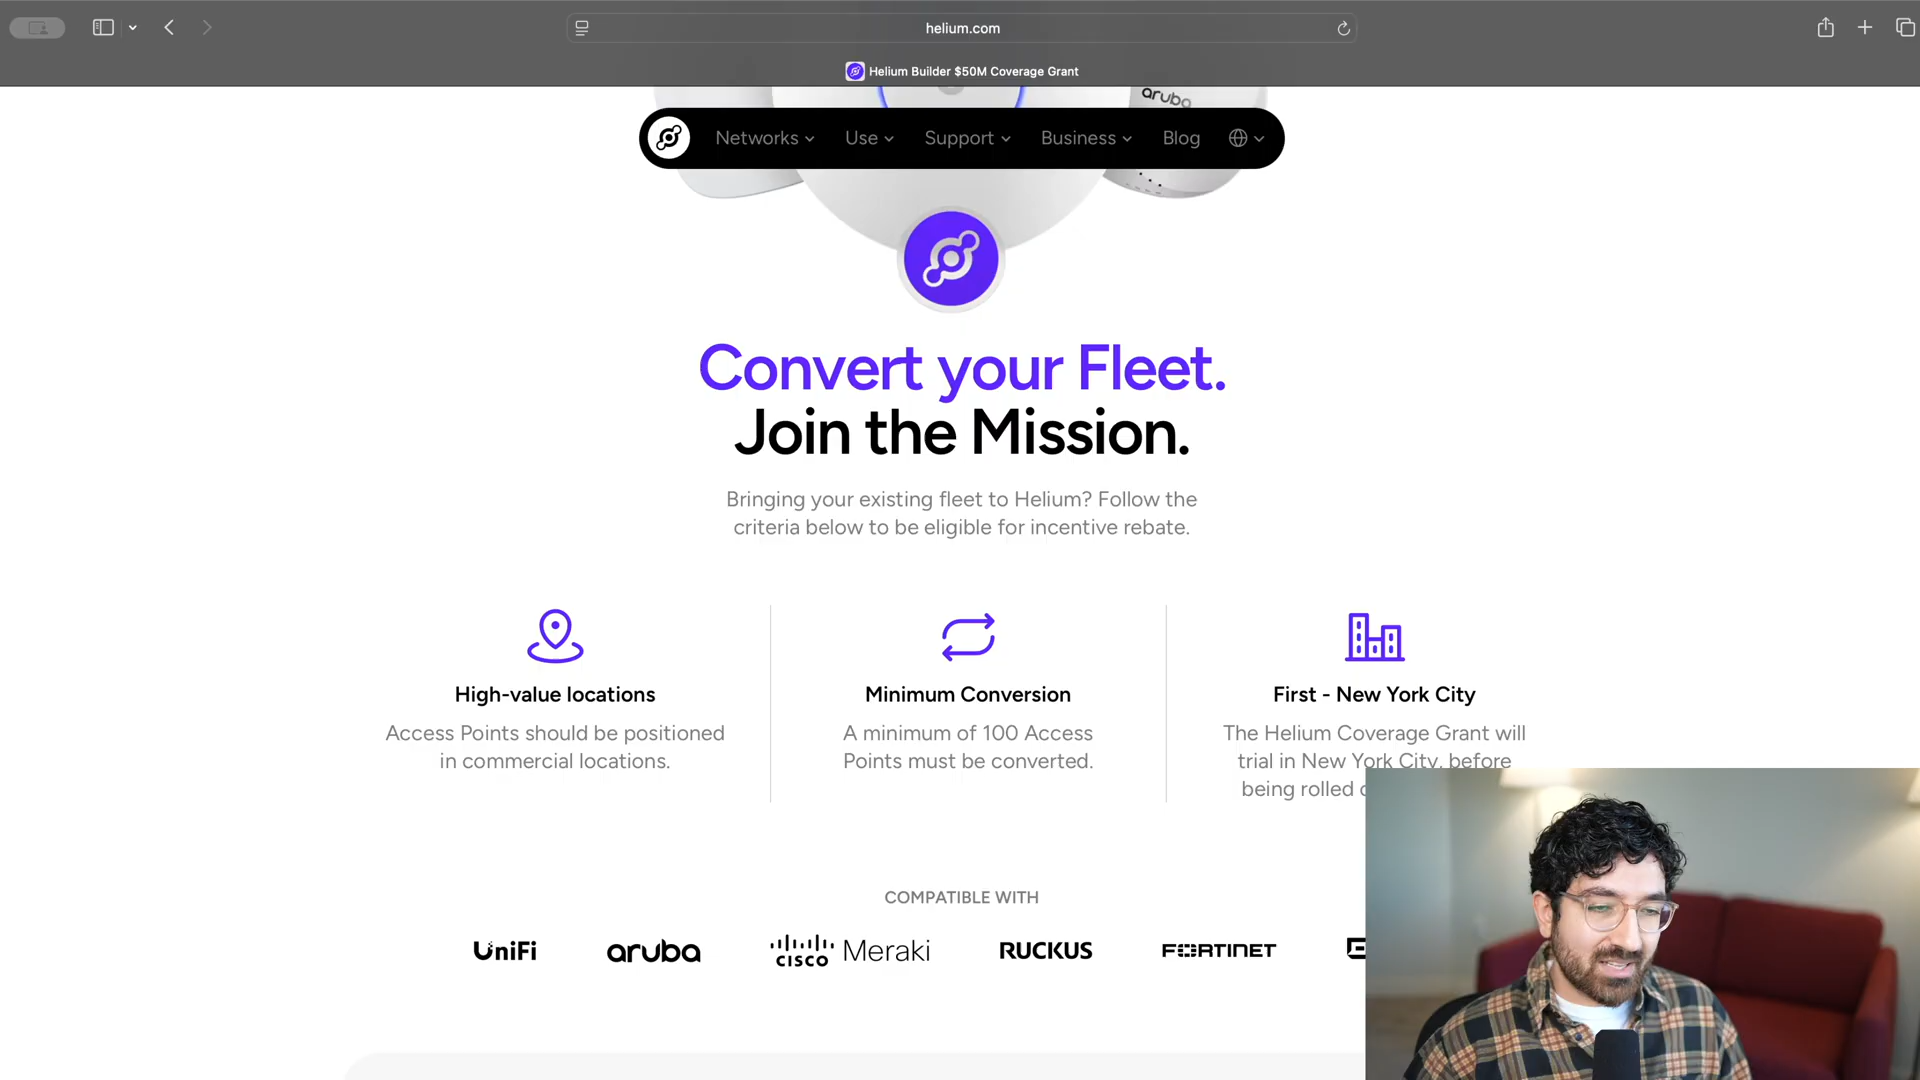 helium.com
Helium Builder $50M Coverage Grant
aruba
Networks
Use
Support
Business
Blog
Convert your Fleet.
Join the Mission.
Bringing your existing fleet to Helium? Follow the
criteria below to be eligible for incentive rebate.
High-value locations
Access Points should be positioned
in commercial locations.
Minimum Conversion
A minimum of 100 Access
Points must be converted.
First - New York City
The Helium Coverage Grant will
trial in New York City, before
being rolled
COMPATIBLE WITH
UniFi
aruba
CISCO Meraki
RUCKUS
FORTINET